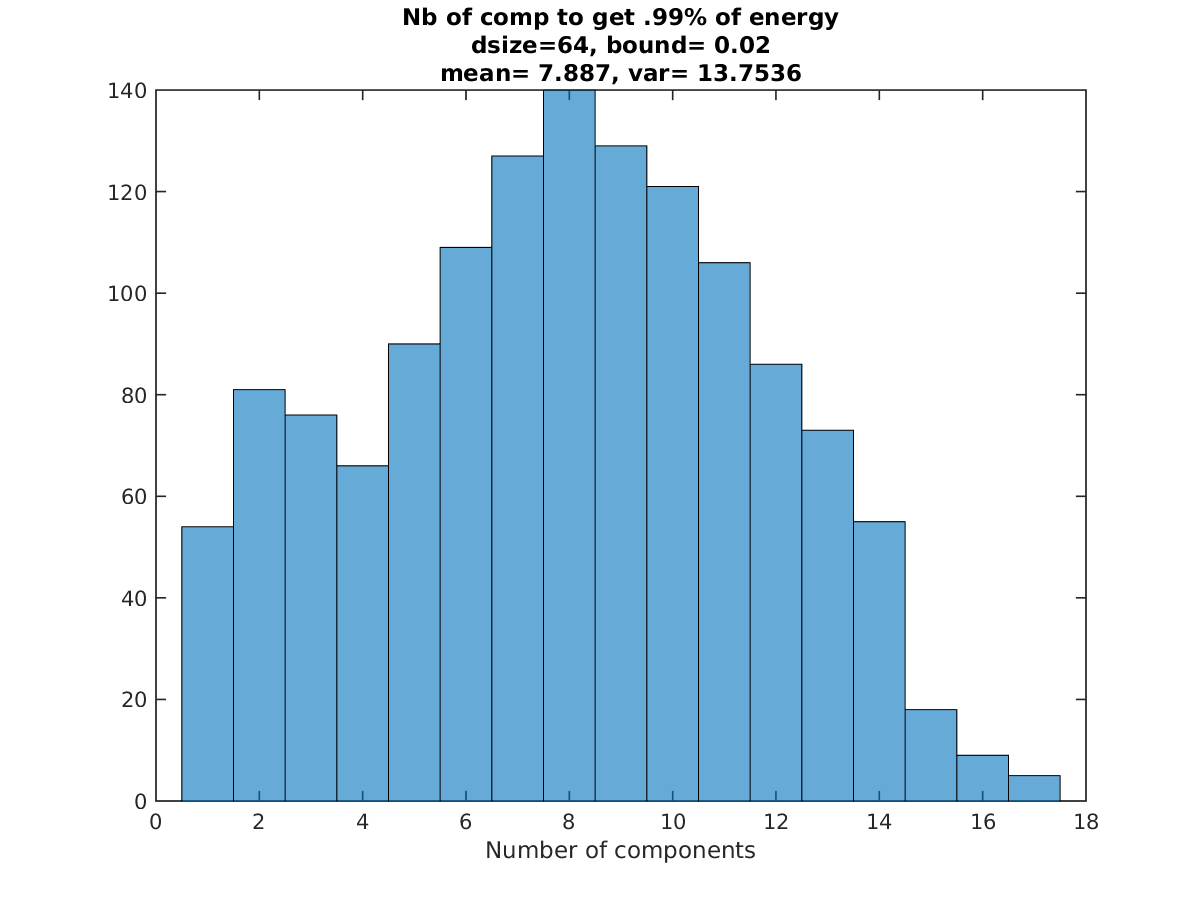 Nb of comp to get .99% of energy
dsize=64, bound= 0.02
mean= 7.887, var= 13.7536
140
120
100
80
60
40
20
0
0 2 4 6 8 10 12 14 16 18
Number of components